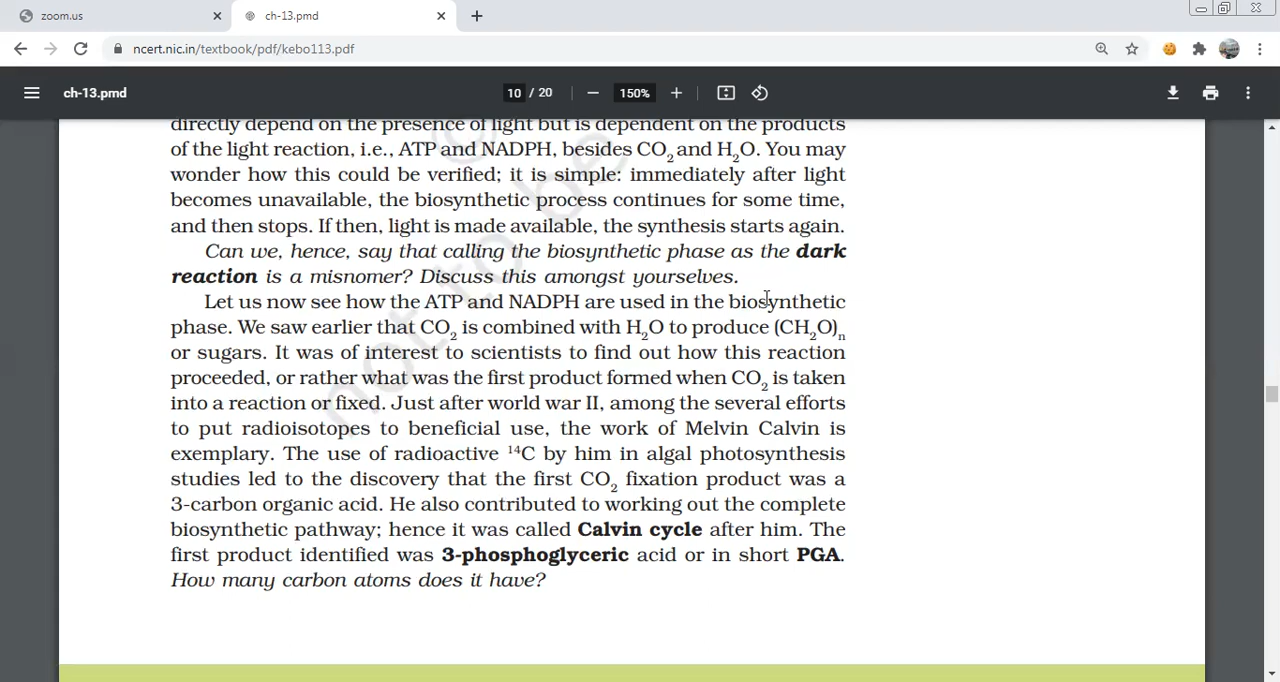 zoom.us
ch-13.pmd
ncert.nic.in/textbook/pdf/kebo113.pdf
ch-13.pmd
10 / 20
150%
directly depend on the presence of light but is dependent on the products
of the light reaction, i.e., ATP and NADPH, besides CO₂ and H₂O. You may
wonder how this could be verified; it is simple: immediately after light
becomes unavailable, the biosynthetic process continues for some time,
and then stops. If then, light is made available, the synthesis starts again.
Can we, hence, say that calling the biosynthetic phase as the dark
reaction is a misnomer? Discuss this amongst yourselves.
Let us now see how the ATP and NADPH are used in the biosynthetic
phase. We saw earlier that CO₂ is combined with H₂O to produce (CH₂O)ₙ
or sugars. It was of interest to scientists to find out how this reaction
proceeded, or rather what was the first product formed when CO₂ is taken
into a reaction or fixed. Just after world war II, among the several efforts
to put radioisotopes to beneficial use, the work of Melvin Calvin is
exemplary. The use of radioactive ¹⁴C by him in algal photosynthesis
studies led to the discovery that the first CO₂ fixation product was a
3-carbon organic acid. He also contributed to working out the complete
biosynthetic pathway; hence it was called Calvin cycle after him. The
first product identified was 3-phosphoglyceric acid or in short PGA.
How many carbon atoms does it have?
©
not to be